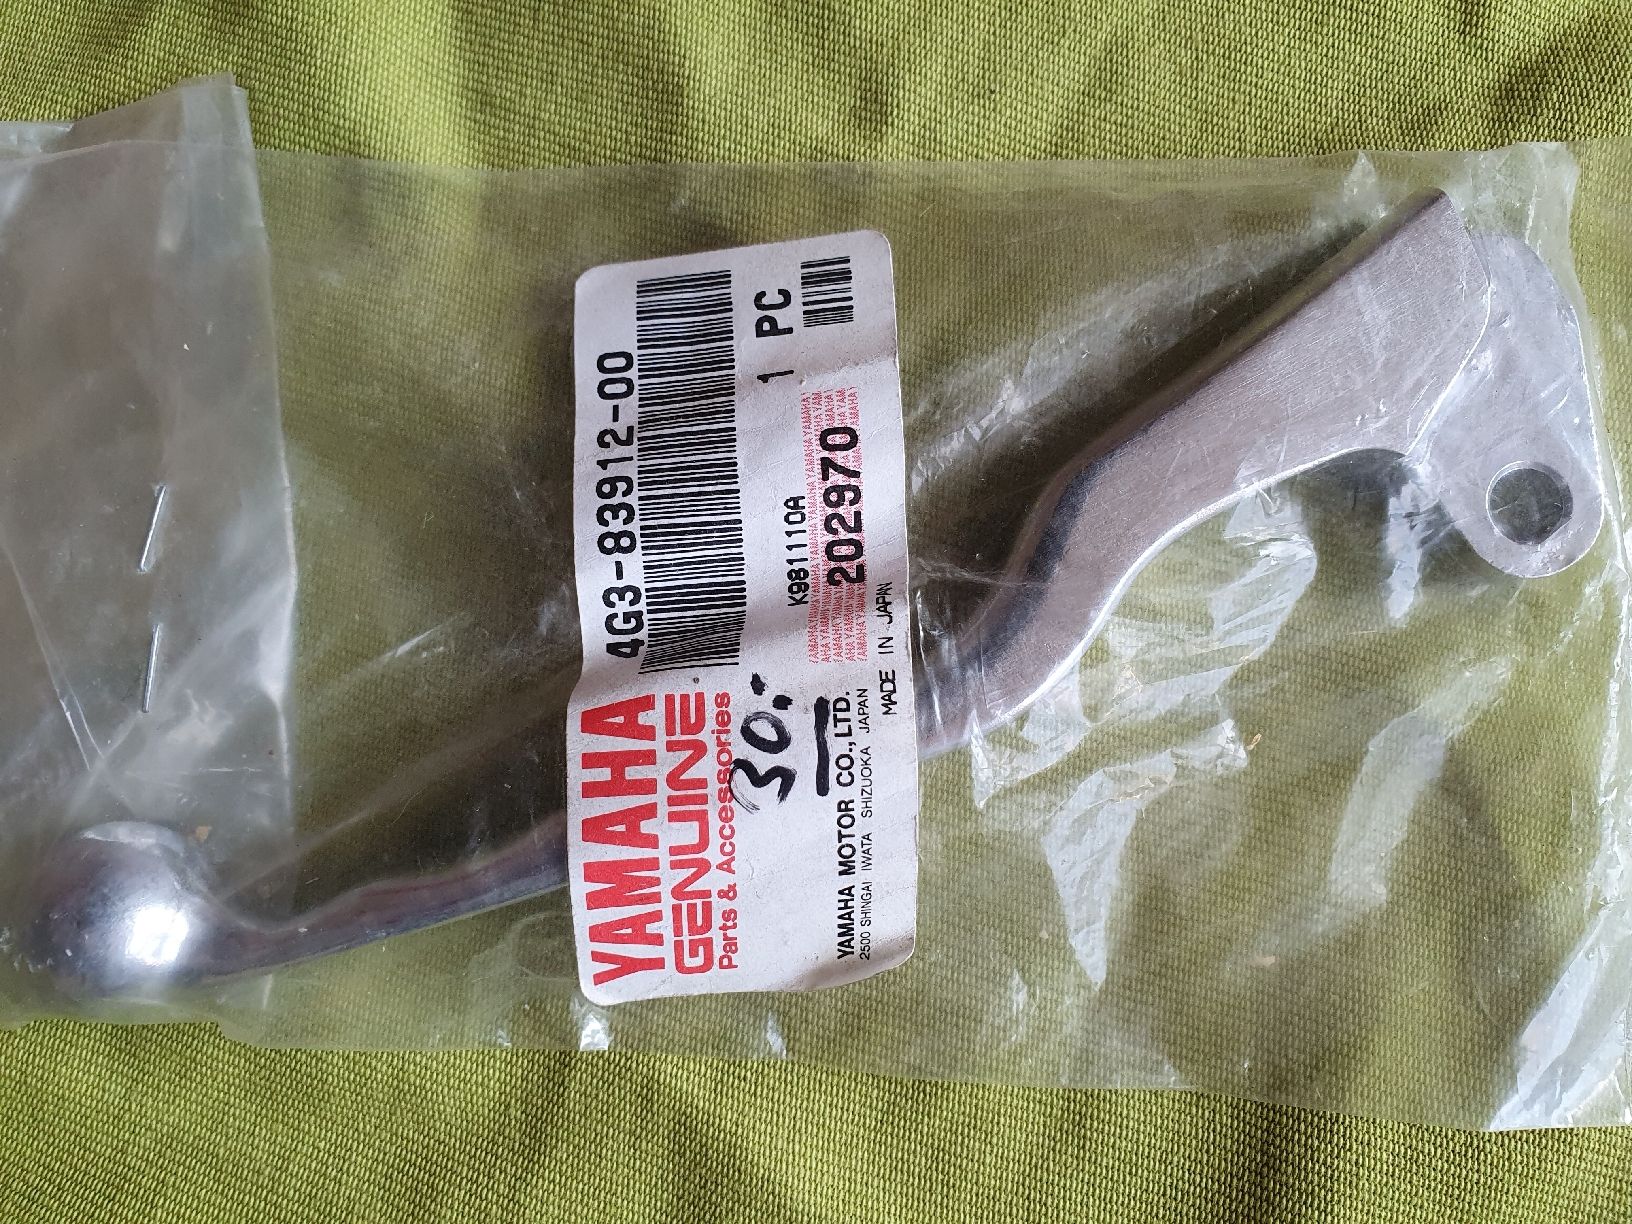 4G3-83912-00
1 PC
K981110A
202970
MADE IN JAPAN
YAMAHA
GENUINE
Parts & Accessories
30.-
YAMAHA MOTOR CO.,LTD.
2500 SHINGAI IWATA SHIZUOKA JAPAN